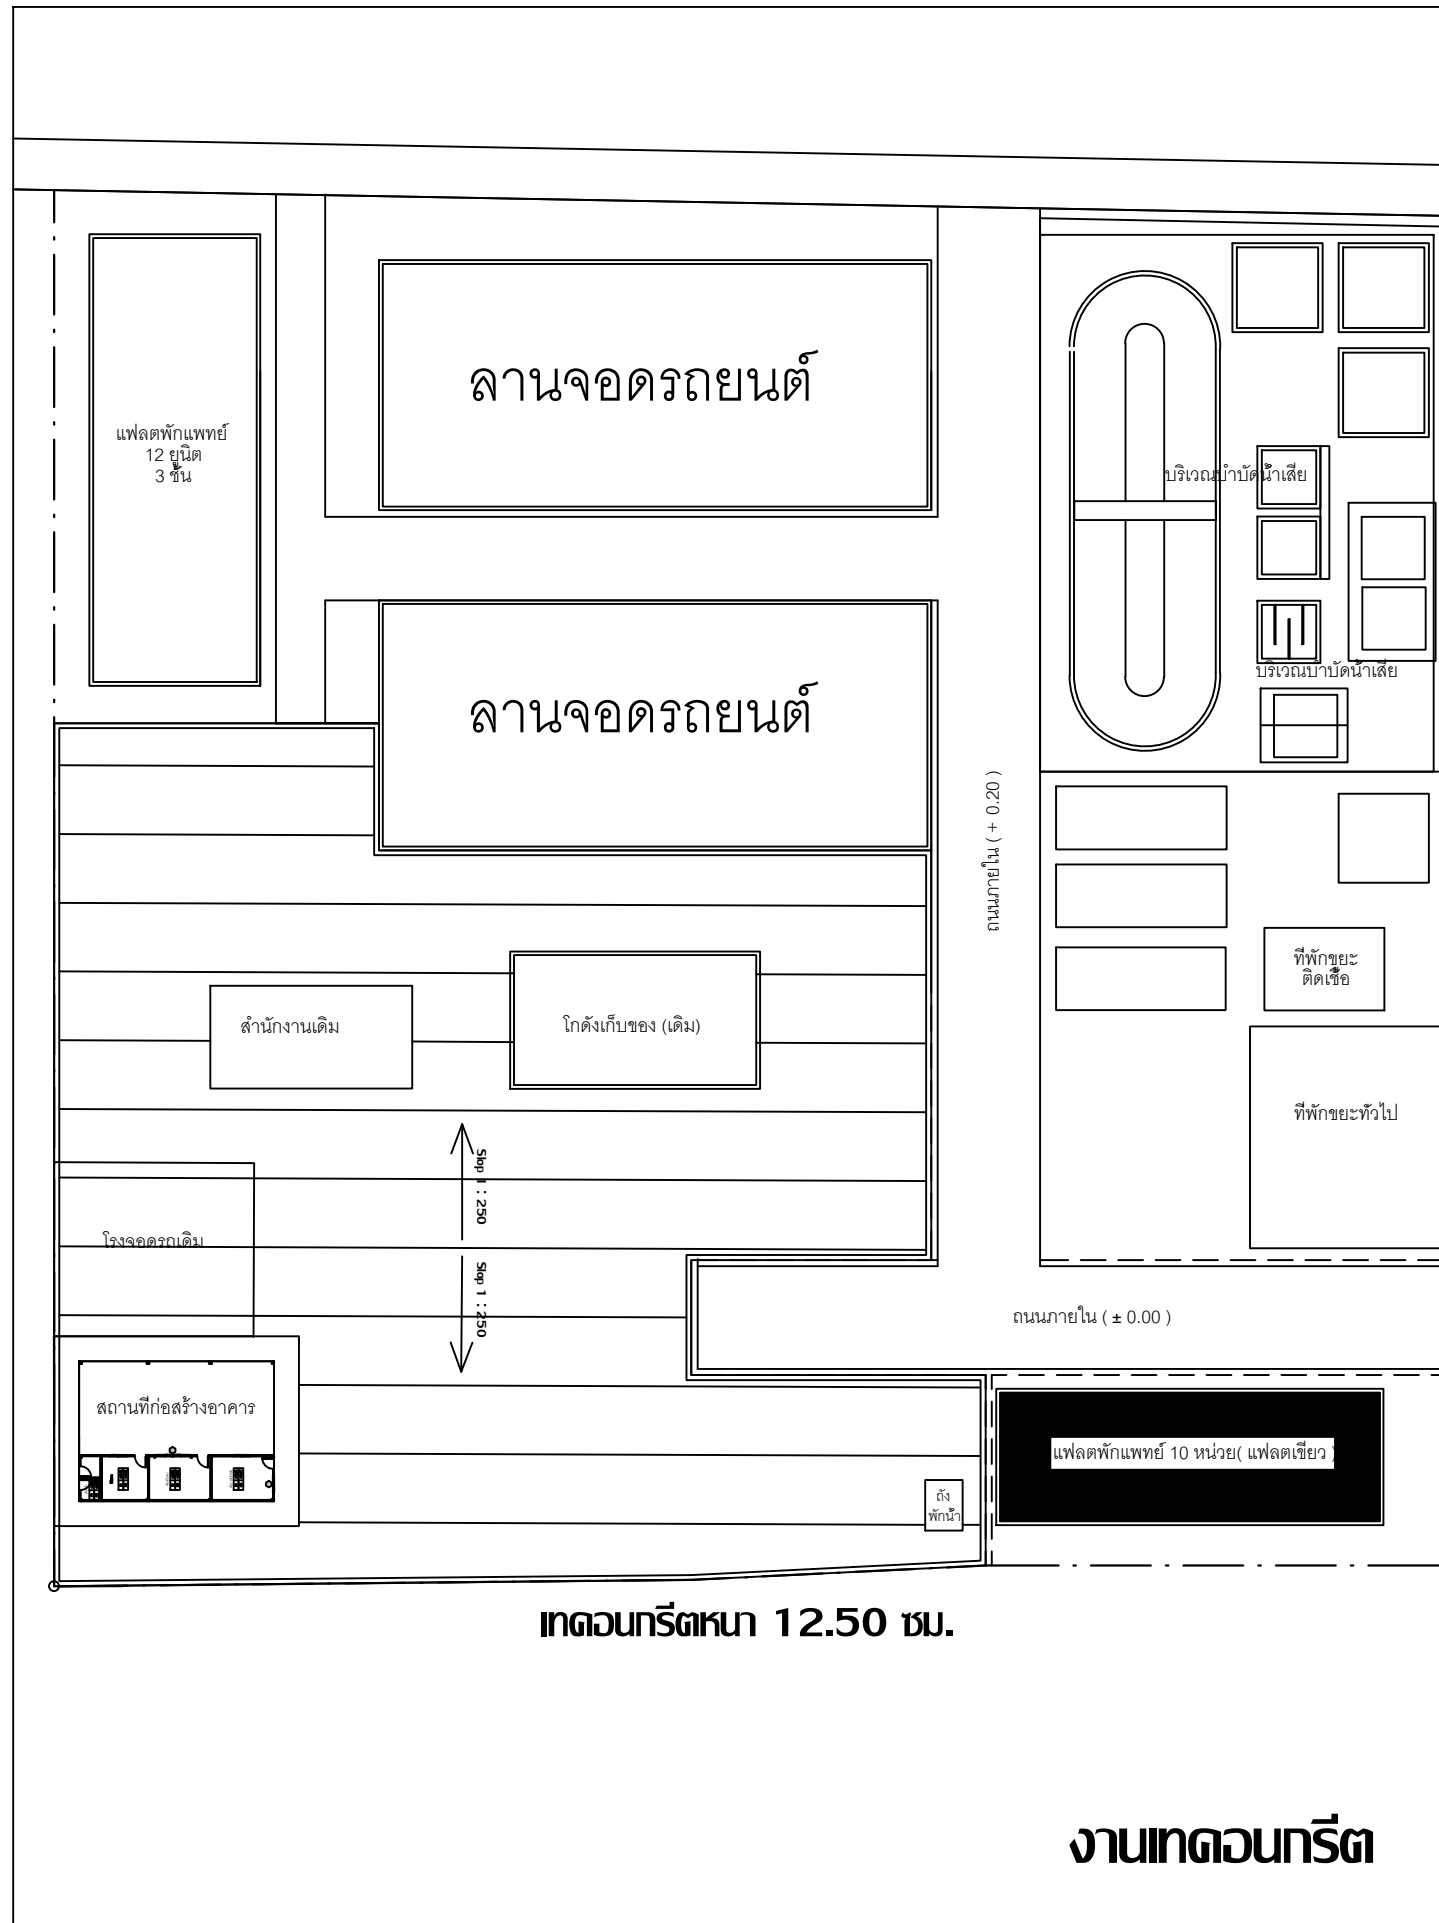 ลานจอดรถยนต์
แฟลตพักแพทย์
12 ยูนิต
3 ชั้น
บริเวณบำบัดน้ำเสีย
บริเวณบำบัดน้ำเสีย
ลานจอดรถยนต์
ถนนภายใน ( + 0.20 )
ที่พักขยะ
ติดเชื้อ
สำนักงานเดิม
โกดังเก็บของ (เดิม)
ที่พักขยะทั่วไป
Slop 1 : 250
โรงจอดรถเดิม
Slop 1 : 250
ถนนภายใน ( ± 0.00 )
สถานที่ก่อสร้างอาคาร
แฟลตพักแพทย์ 10 หน่วย( แฟลตเขียว )
ถัง
พักน้ำ
เทคอนกรีตหนา 12.50 ซม.
งานเทคอนกรีต